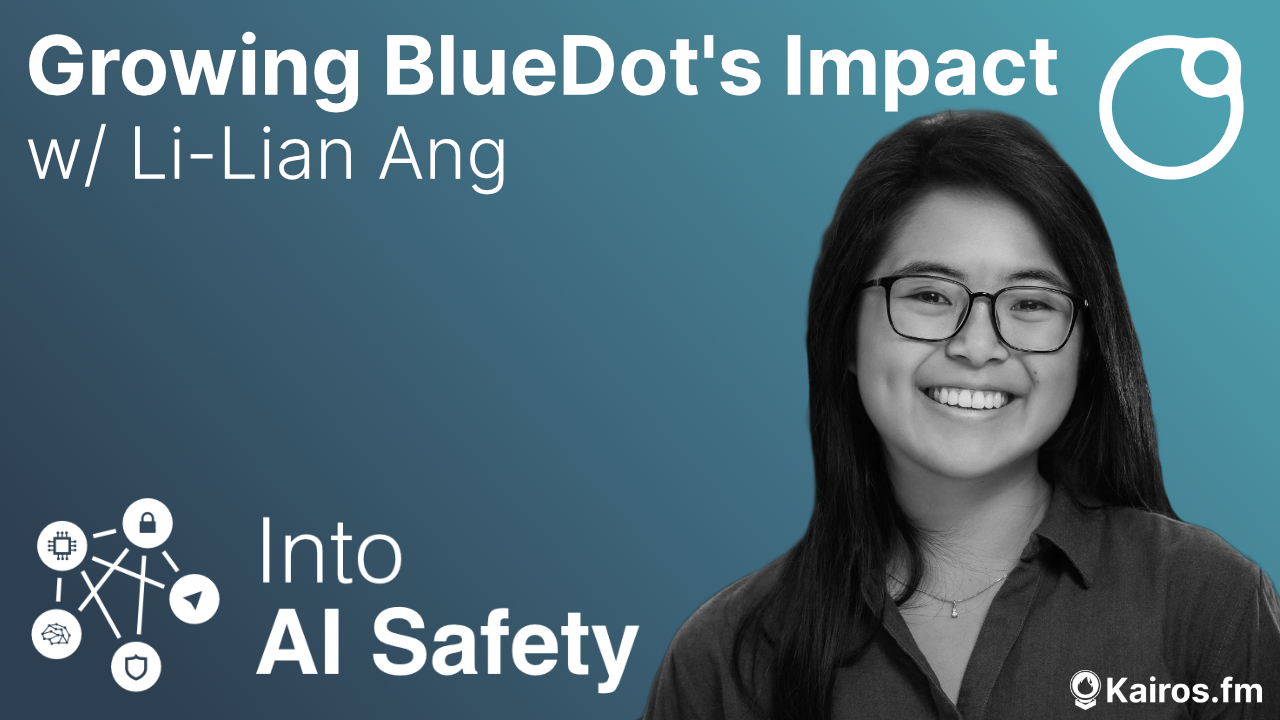 Growing BlueDot's Impact
w/ Li-Lian Ang
Into
AI Safety
Kairos.fm